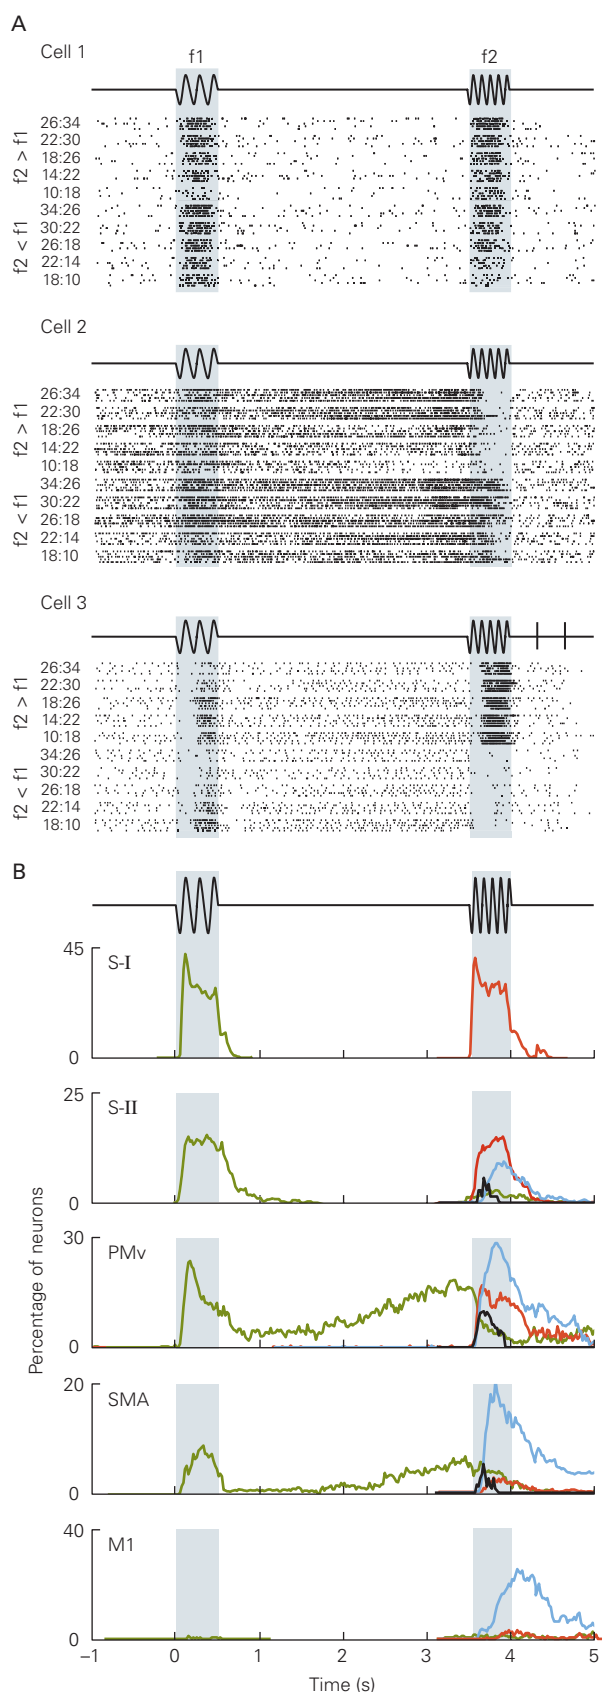 A
Cell 1
f1
f2
f2 > f1
26:34
22:30
18:26
14:22
10:18
f2 < f1
34:26
30:22
26:18
22:14
18:10
Cell 2
f2 > f1
26:34
22:30
18:26
14:22
10:18
f2 < f1
34:26
30:22
26:18
22:14
18:10
Cell 3
f2 > f1
26:34
22:30
18:26
14:22
10:18
f2 < f1
34:26
30:22
26:18
22:14
18:10
B
Percentage of neurons
45
S-I
0
25
S-II
0
30
PMv
0
20
SMA
0
40
M1
0
−1 0 1 2 3 4 5
Time (s)